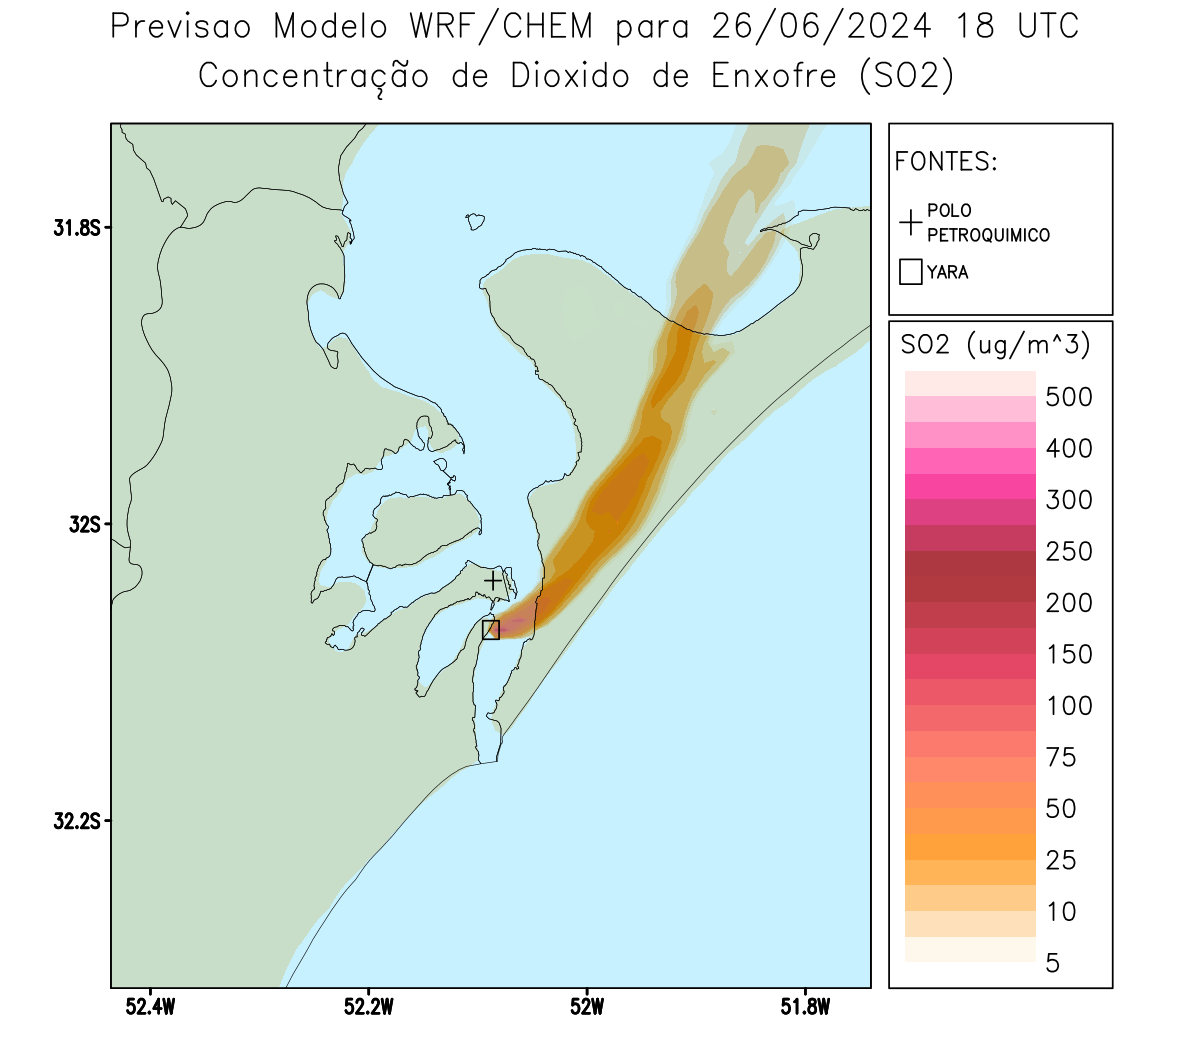 Previsao Modelo WRF/CHEM para 26/06/2024 18 UTC
Concentração de Dioxido de Enxofre (SO2)
FONTES:
POLO
PETROQUIMICO
YARA
SO2 (ug/m^3)
500
400
300
250
200
150
100
75
50
25
10
5
31.8S
32S
32.2S
52.4W
52.2W
52W
51.8W